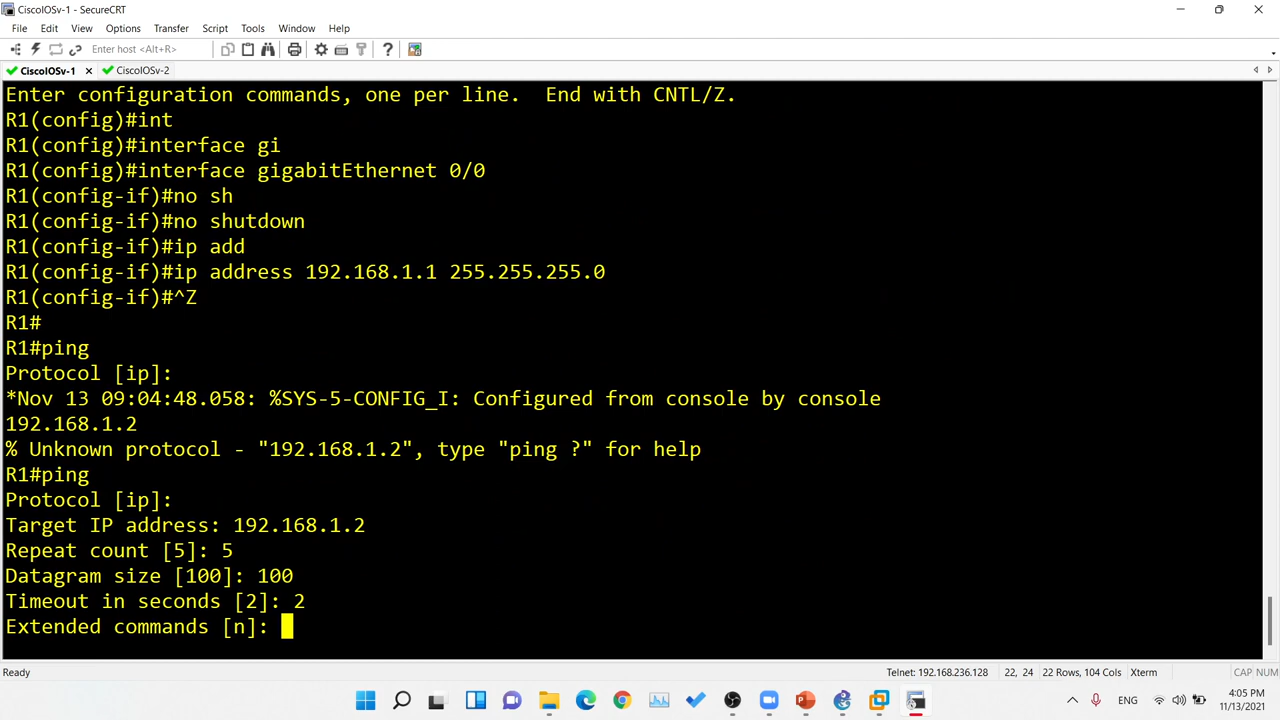 CiscoIOSv-1 - SecureCRT
File Edit View Options Transfer Script Tools Window Help
Enter host <Alt+R>
CiscoIOSv-1 CiscoIOSv-2
Enter configuration commands, one per line.  End with CNTL/Z.
R1(config)#int
R1(config)#interface gi
R1(config)#interface gigabitEthernet 0/0
R1(config-if)#no sh
R1(config-if)#no shutdown
R1(config-if)#ip add
R1(config-if)#ip address 192.168.1.1 255.255.255.0
R1(config-if)#^Z
R1#
R1#ping
Protocol [ip]:
*Nov 13 09:04:48.058: %SYS-5-CONFIG_I: Configured from console by console
192.168.1.2
% Unknown protocol - "192.168.1.2", type "ping ?" for help
R1#ping
Protocol [ip]:
Target IP address: 192.168.1.2
Repeat count [5]: 5
Datagram size [100]: 100
Timeout in seconds [2]: 2
Extended commands [n]:
Ready Telnet: 192.168.236.128 22, 24 22 Rows, 104 Cols Xterm CAP NUM
ENG 4:05 PM
11/13/2021